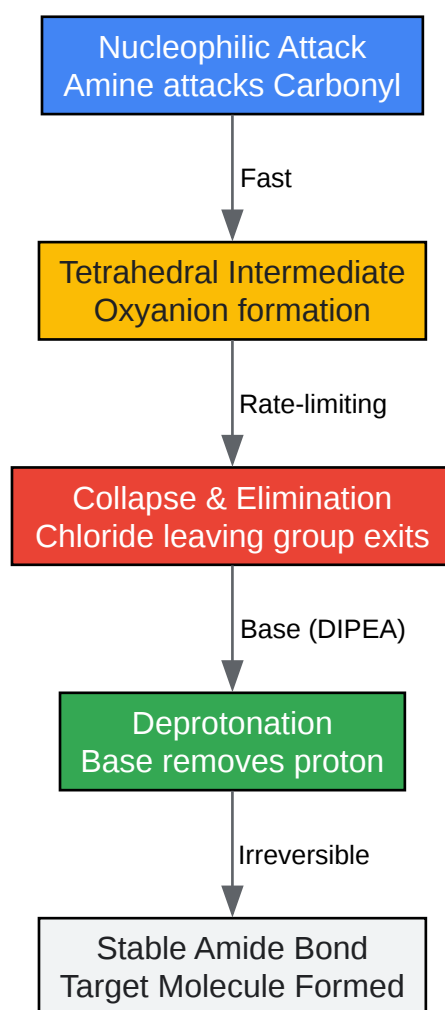 Nucleophilic Attack
Amine attacks Carbonyl
Fast
Tetrahedral Intermediate
Oxyanion formation
Rate-limiting
Collapse & Elimination
Chloride leaving group exits
Base (DIPEA)
Deprotonation
Base removes proton
Irreversible
Stable Amide Bond
Target Molecule Formed